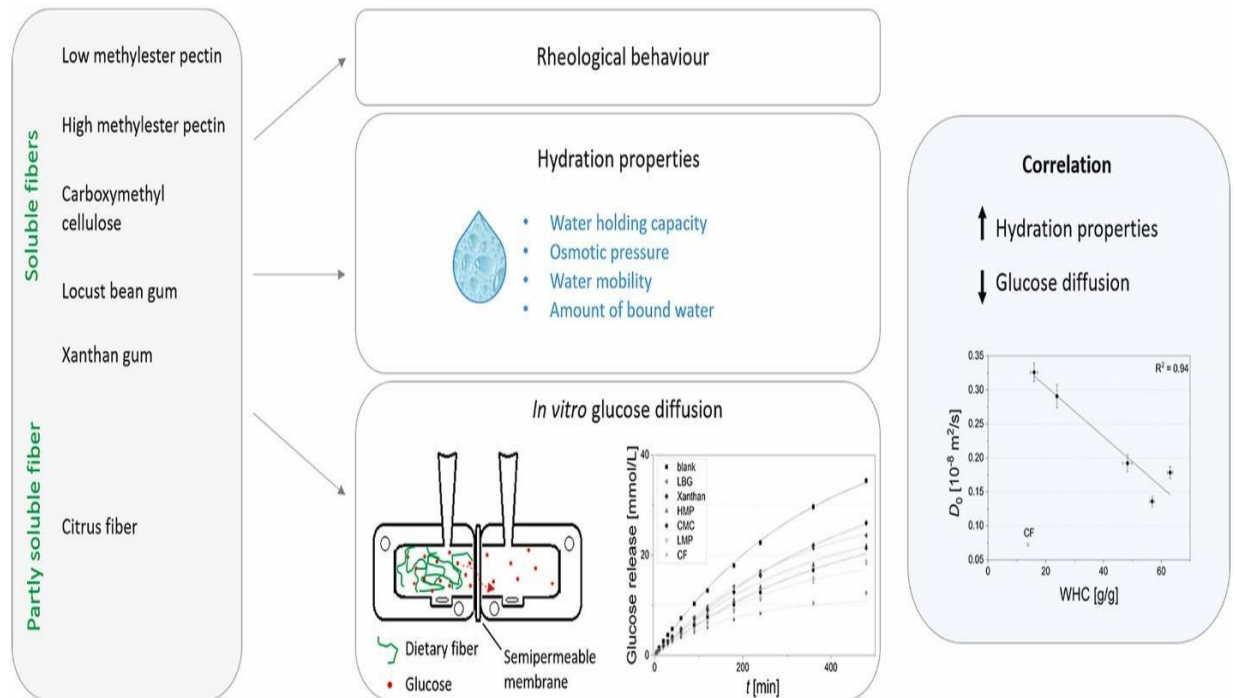 Soluble fibers
Low methylester pectin
High methylester pectin
Carboxymethyl
cellulose
Locust bean gum
Xanthan gum
Partly soluble fiber
Citrus fiber
Rheological behaviour
Hydration properties
• Water holding capacity
• Osmotic pressure
• Water mobility
• Amount of bound water
In vitro glucose diffusion
Dietary fiber
Glucose
Semipermeable
membrane
Glucose release [mmol/L]
40
20
0
blank
LBG
Xanthan
HMP
CMC
LMP
CF
200
400
t [min]
Correlation
Hydration properties
Glucose diffusion
R² = 0.94
D₀ [10⁻⁸ m²/s]
0.35
0.30
0.25
0.20
0.15
0.10
0.05
CF
0
20
40
60
WHC [g/g]